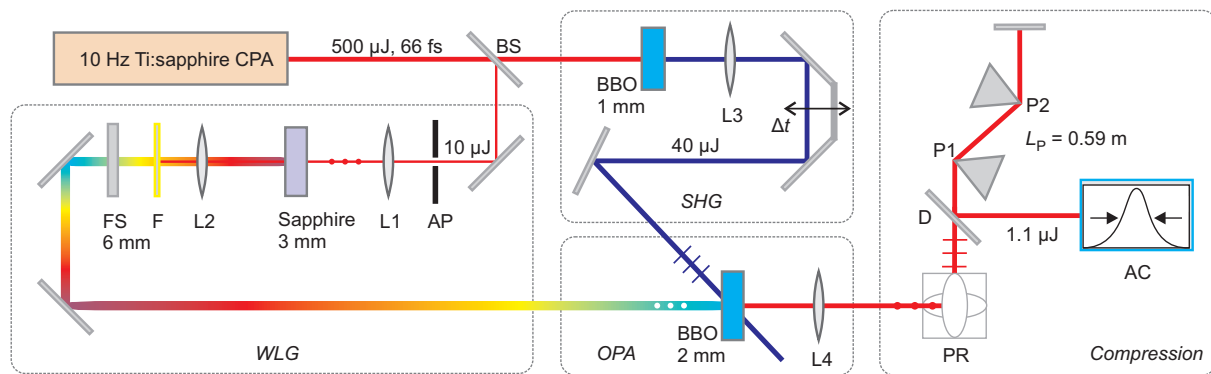 10 Hz Ti:sapphire CPA
500 μJ, 66 fs
BS
BBO
1 mm
L3
Δt
40 μJ
SHG
10 μJ
FS
6 mm
F
L2
Sapphire
3 mm
L1
AP
WLG
BBO
2 mm
OPA
L4
P2
LP = 0.59 m
P1
D
1.1 μJ
AC
PR
Compression